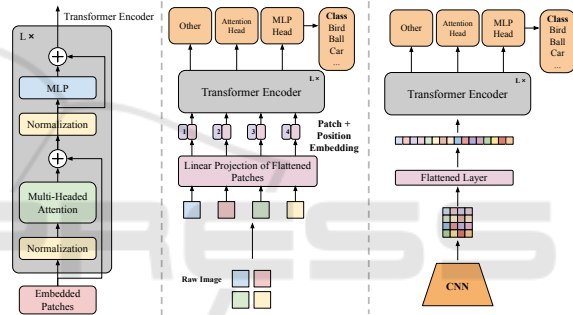 Transformer Encoder
L ×
MLP
Normalization
Multi-Headed
Attention
Normalization
Embedded
Patches
Other
Attention
Head
MLP
Head
Class
Bird
Ball
Car
...
L ×
Transformer Encoder
1
2
3
4
Patch +
Position
Embedding
Linear Projection of Flattened
Patches
Raw Image
Other
Attention
Head
MLP
Head
Class
Bird
Ball
Car
...
L ×
Transformer Encoder
Flattened Layer
CNN
PRESS